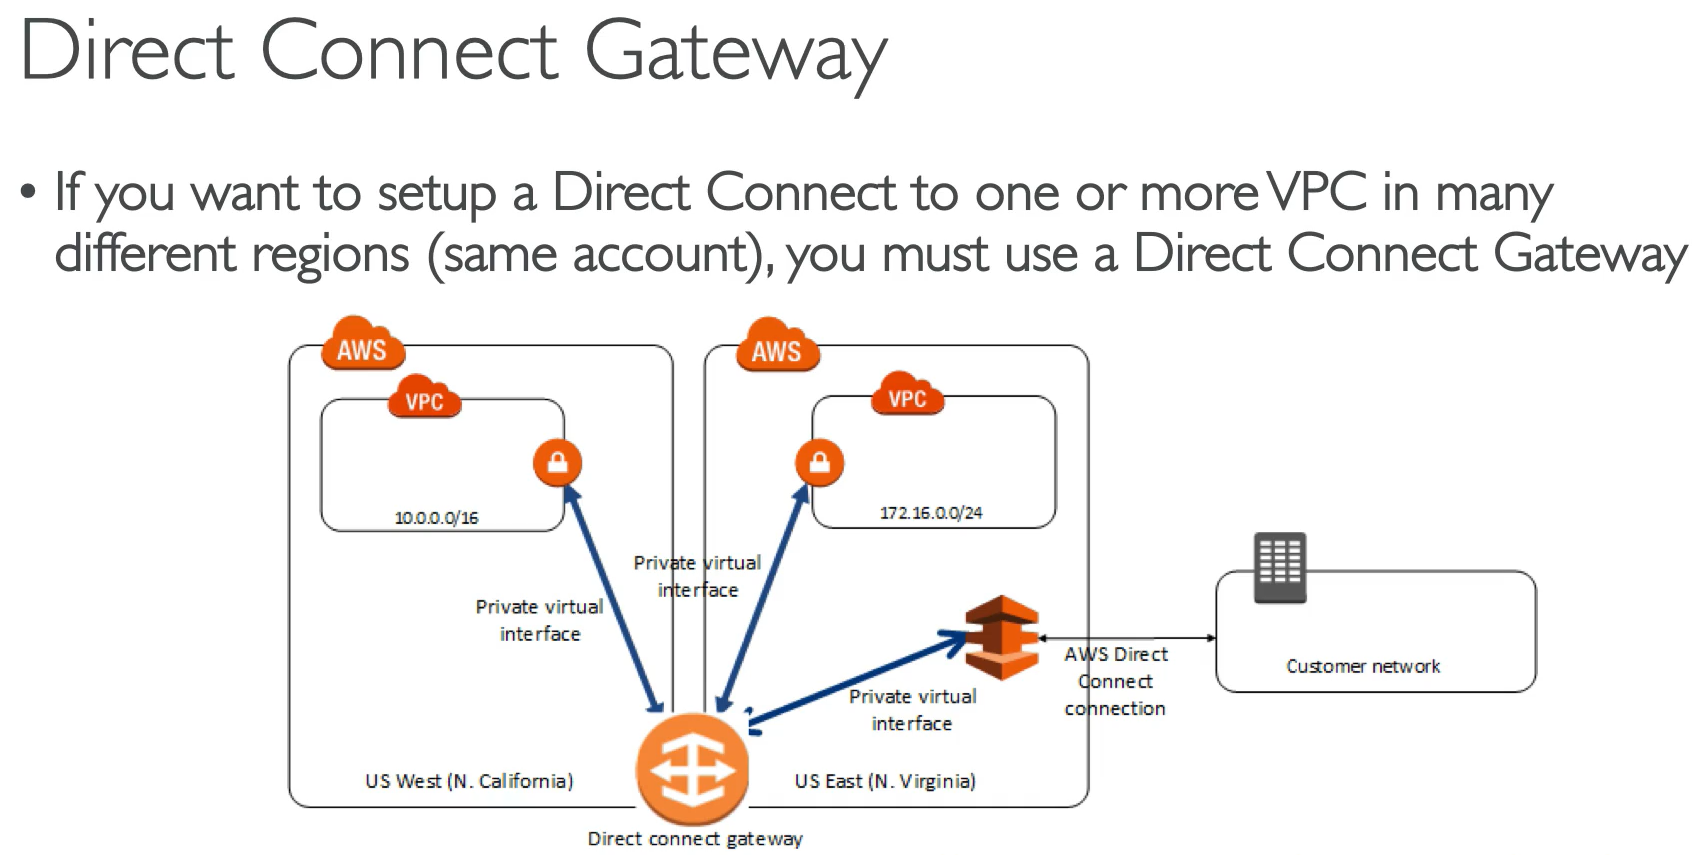 Direct Connect Gateway
• If you want to setup a Direct Connect to one or more VPC in many
different regions (same account), you must use a Direct Connect Gateway
AWS
AWS
VPC
VPC
10.0.0.0/16
172.16.0.0/24
Private virtual
interface
Private virtual
interface
AWS Direct
Connect
connection
Customer network
Private virtual
interface
US West (N. California)
US East (N. Virginia)
Direct connect gateway